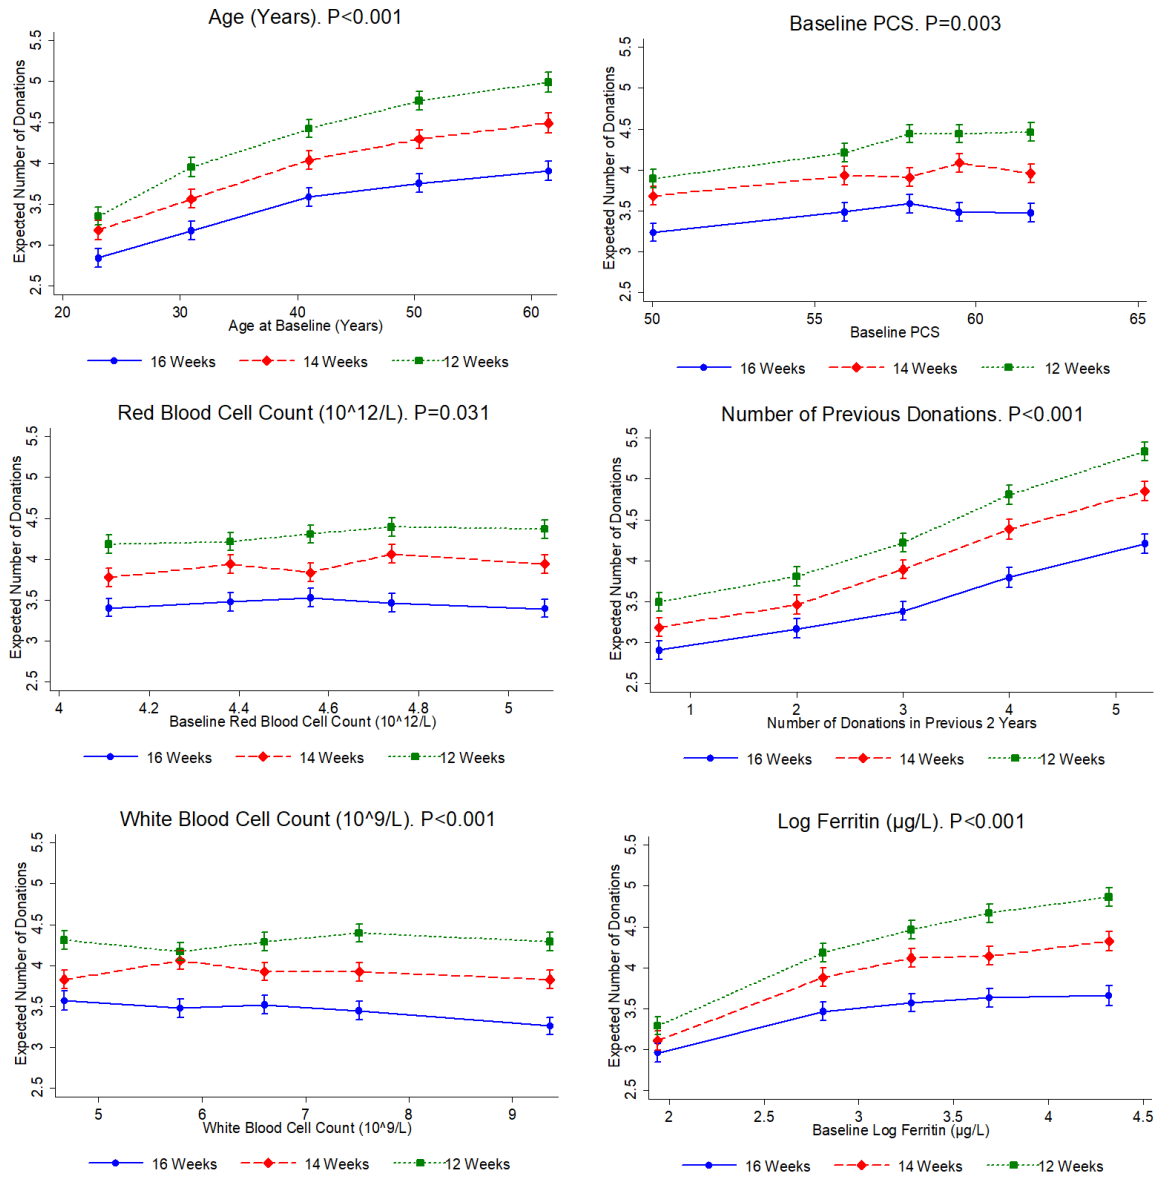 Age (Years). P<0.001
Expected Number of Donations
5.5
5
4.5
4
3.5
3
2.5
20 30 40 50 60
Age at Baseline (Years)
16 Weeks 14 Weeks 12 Weeks
Baseline PCS. P=0.003
Expected Number of Donations
5.5
5
4.5
4
3.5
3
2.5
50 55 60 65
Baseline PCS
16 Weeks 14 Weeks 12 Weeks
Red Blood Cell Count (10^12/L). P=0.031
Expected Number of Donations
5.5
5
4.5
4
3.5
3
2.5
4 4.2 4.4 4.6 4.8 5
Baseline Red Blood Cell Count (10^12/L)
16 Weeks 14 Weeks 12 Weeks
Number of Previous Donations. P<0.001
Expected Number of Donations
5.5
5
4.5
4
3.5
3
2.5
1 2 3 4 5
Number of Donations in Previous 2 Years
16 Weeks 14 Weeks 12 Weeks
White Blood Cell Count (10^9/L). P<0.001
Expected Number of Donations
5.5
5
4.5
4
3.5
3
2.5
5 6 7 8 9
White Blood Cell Count (10^9/L)
16 Weeks 14 Weeks 12 Weeks
Log Ferritin (µg/L). P<0.001
Expected Number of Donations
5.5
5
4.5
4
3.5
3
2.5
2 2.5 3 3.5 4 4.5
Baseline Log Ferritin (µg/L)
16 Weeks 14 Weeks 12 Weeks